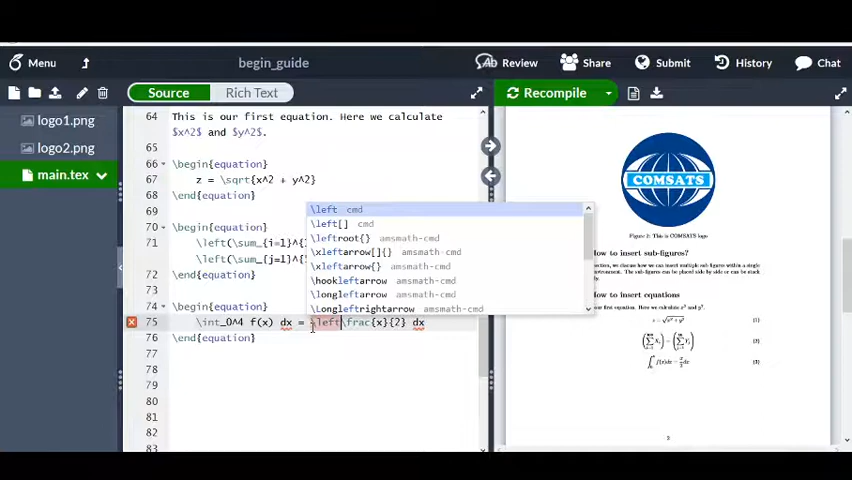 Menu
begin_guide
Review
Share
Submit
History
Chat
Source
Rich Text
Recompile
logo1.png
logo2.png
main.tex
64 This is our first equation. Here we calculate
$x^2$ and $y^2$.
65
66 \begin{equation}
67 z = \sqrt{x^2 + y^2}
68 \end{equation}
69
70 \begin{equation}
71 \left(\sum_{i=1}^{
\left(\sum_{j=1}^{5
72 \end{equation}
73
74 \begin{equation}
75 \int_0^4 f(x) dx = \left\frac{x}{2} dx
76 \end{equation}
77
78
79
80
81
82
83
\left cmd
\left[] cmd
\leftroot{} amsmath-cmd
\xleftarrow[]{} amsmath-cmd
\xleftarrow{} amsmath-cmd
\hookleftarrow amsmath-cmd
\longleftarrow amsmath-cmd
\Longleftrightarrow amsmath-cmd
COMSATS
Figure 2: This is COMSATS logo
How to insert sub-figures?
How to insert equations
(1)
(2)
(3)
2